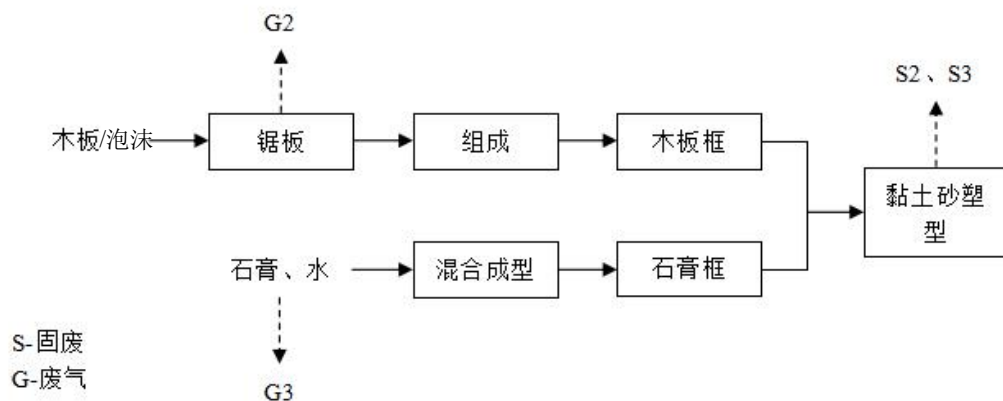 G2
S2、S3
木板/泡沫
锯板
组成
木板框
黏土砂塑
型
石膏、水
混合成型
石膏框
S-固废
G-废气
G3